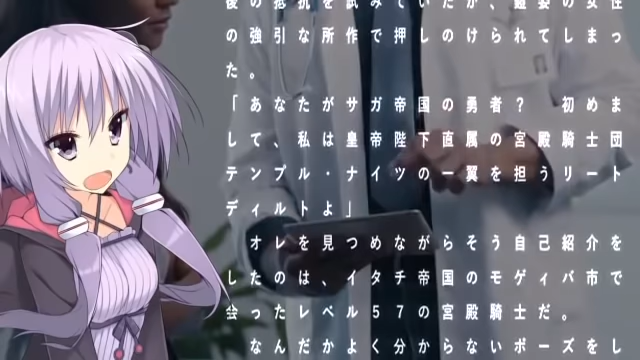 後の抵抗を試みていたが、鎧姿の女性
の強引な所作で押しのけられてしまっ
た。
「あなたがサガ帝国の勇者？　初めま
して、私は皇帝陛下直属の宮殿騎士団
テンプル・ナイツの一翼を担うリート
ディルトよ」
　オレを見つめながらそう自己紹介を
したのは、イタチ帝国のモゲィバ市で
会ったレベル５７の宮殿騎士だ。
　なんだかよく分からないポーズをし